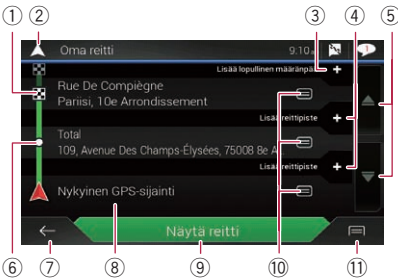 ① ② ③ ④ ⑤
Oma reitti 9:10
Lisää lopullinen määränpää +
Rue De Compiègne
Pariisi, 10e Arrondissement
Lisää reittipiste +
Total
109, Avenue Des Champs-Élysées, 75008 8e A
Lisää reittipiste +
Nykyinen GPS-sijainti
Näytä reitti
⑥ ⑦ ⑧ ⑨ ⑩ ⑪